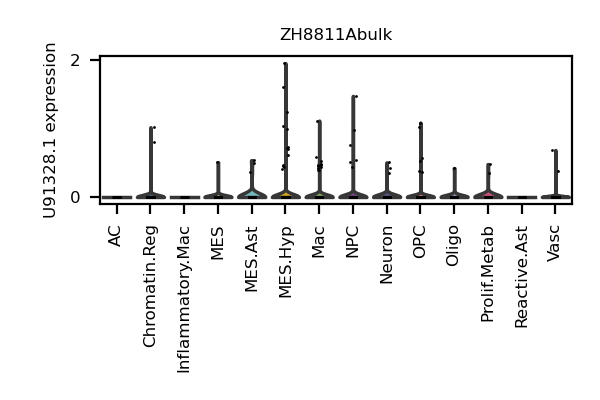 ZH8811Abulk
U91328.1 expression
2
0
AC
Chromatin.Reg
Inflammatory.Mac
MES
MES.Ast
MES.Hyp
Mac
NPC
Neuron
OPC
Oligo
Prolif.Metab
Reactive.Ast
Vasc